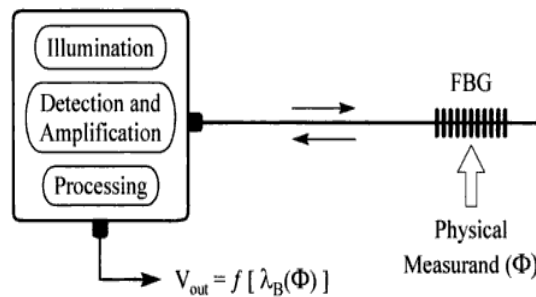 Illumination
Detection and
Amplification
Processing
FBG
Physical
Measurand (Φ)
V_out = f [ λ_B(Φ) ]